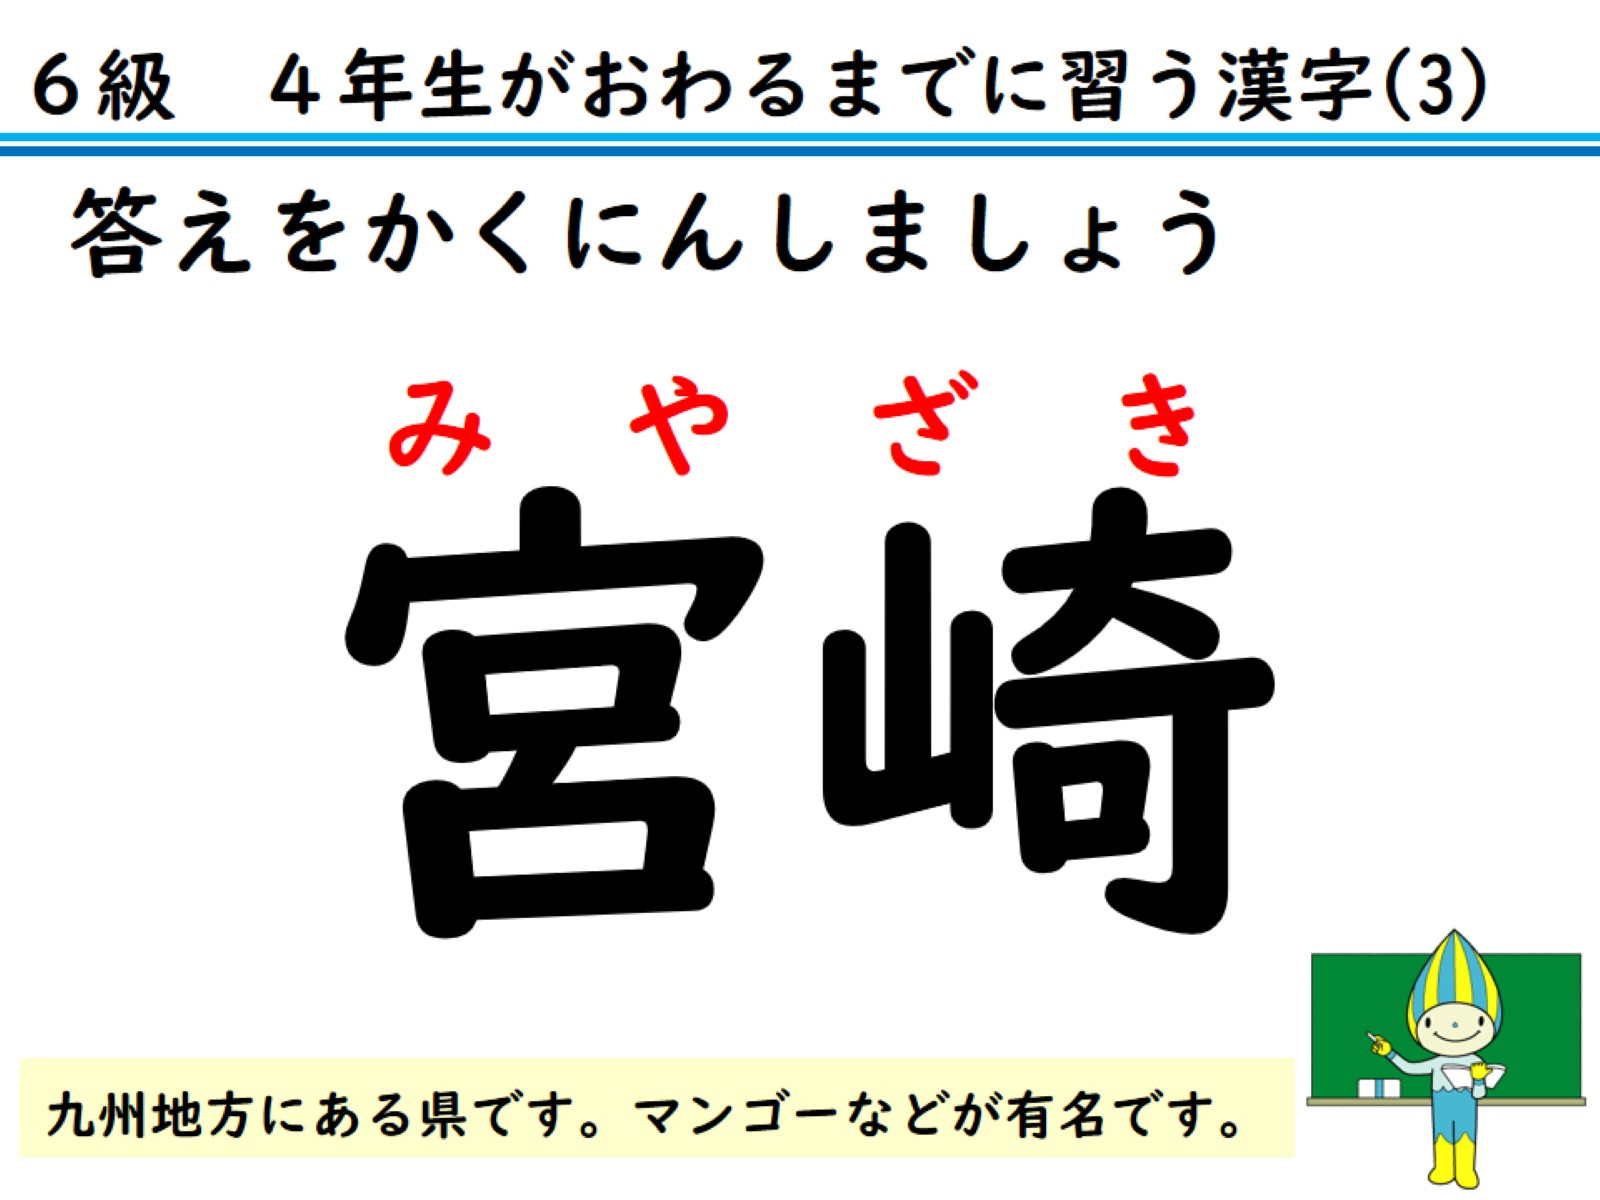 ６級　４年生がおわるまでに習う漢字(3)
答えをかくにんしましょう
みやざき
宮崎
九州地方にある県です。マンゴーなどが有名です。